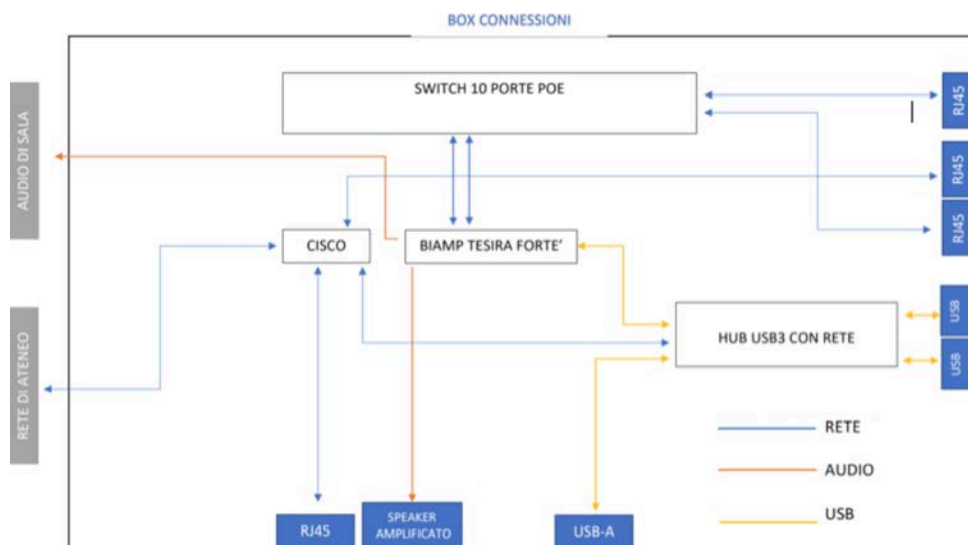 BOX CONNESSIONI
SWITCH 10 PORTE POE
RJ45
AUDIO DI SALA
RJ45
RJ45
CISCO
BIAMP TESIRA FORTE’
USB
HUB USB3 CON RETE
USB
RETE DI ATENEO
RETE
AUDIO
USB
RJ45
SPEAKER
AMPLIFICATO
USB-A